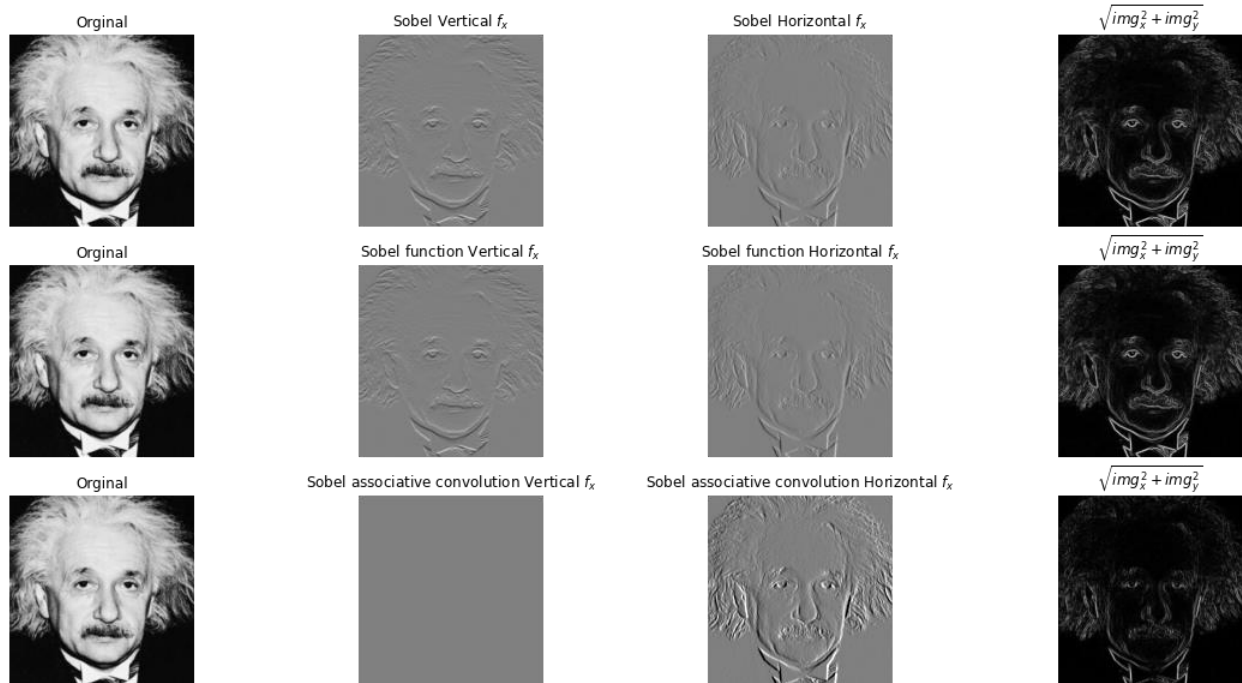 Orginal
Sobel Vertical $f_x$
Sobel Horizontal $f_x$
$\sqrt{img_x^2 + img_y^2}$
Orginal
Sobel function Vertical $f_x$
Sobel function Horizontal $f_x$
$\sqrt{img_x^2 + img_y^2}$
Orginal
Sobel associative convolution Vertical $f_x$
Sobel associative convolution Horizontal $f_x$
$\sqrt{img_x^2 + img_y^2}$